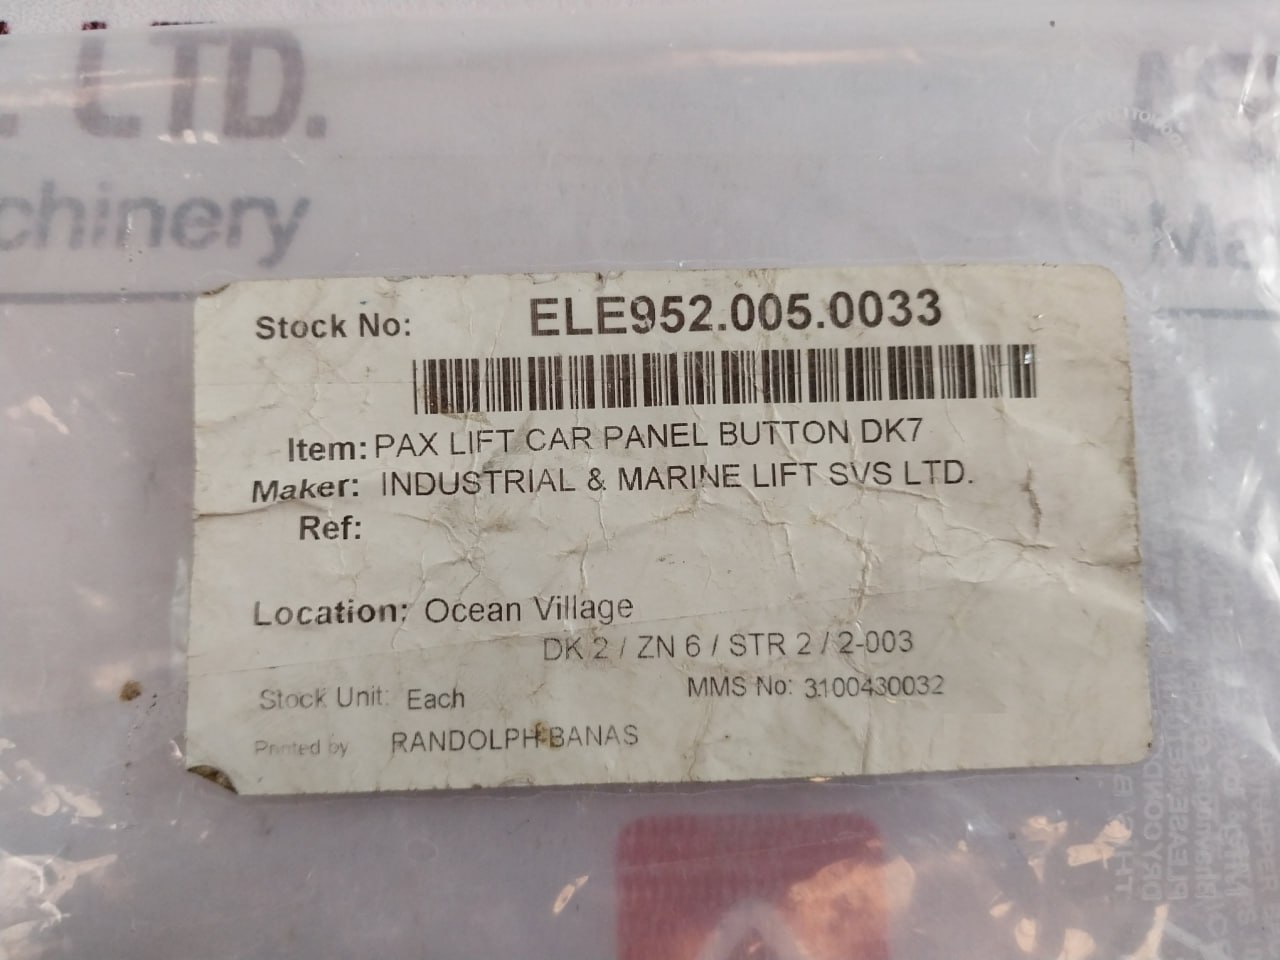 . LTD.
chinery
Ma
Stock No: ELE952.005.0033
Item: PAX LIFT CAR PANEL BUTTON DK7
Maker: INDUSTRIAL & MARINE LIFT SVS LTD.
Ref:
Location: Ocean Village
DK 2 / ZN 6 / STR 2 / 2-003
Stock Unit: Each MMS No: 3100430032
Printed by RANDOLPH BANAS